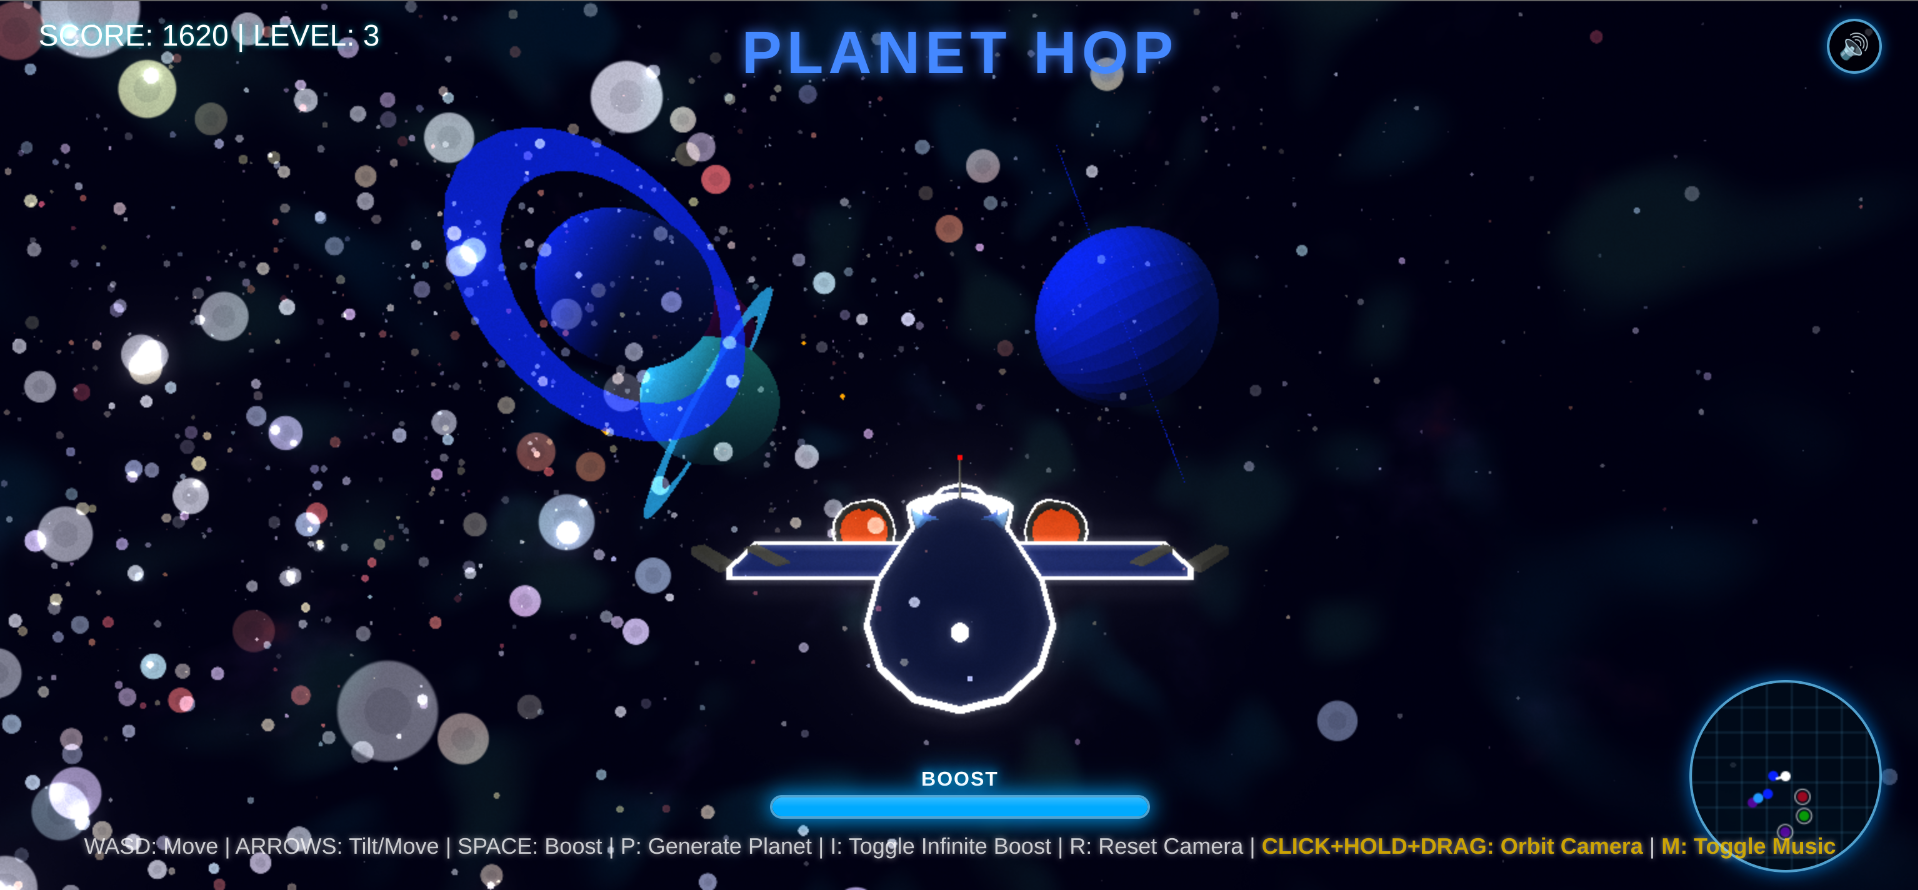 SCORE: 1620 | LEVEL: 3
PLANET HOP
BOOST
WASD: Move | ARROWS: Tilt/Move | SPACE: Boost | P: Generate Planet | I: Toggle Infinite Boost | R: Reset Camera | CLICK+HOLD+DRAG: Orbit Camera | M: Toggle Music